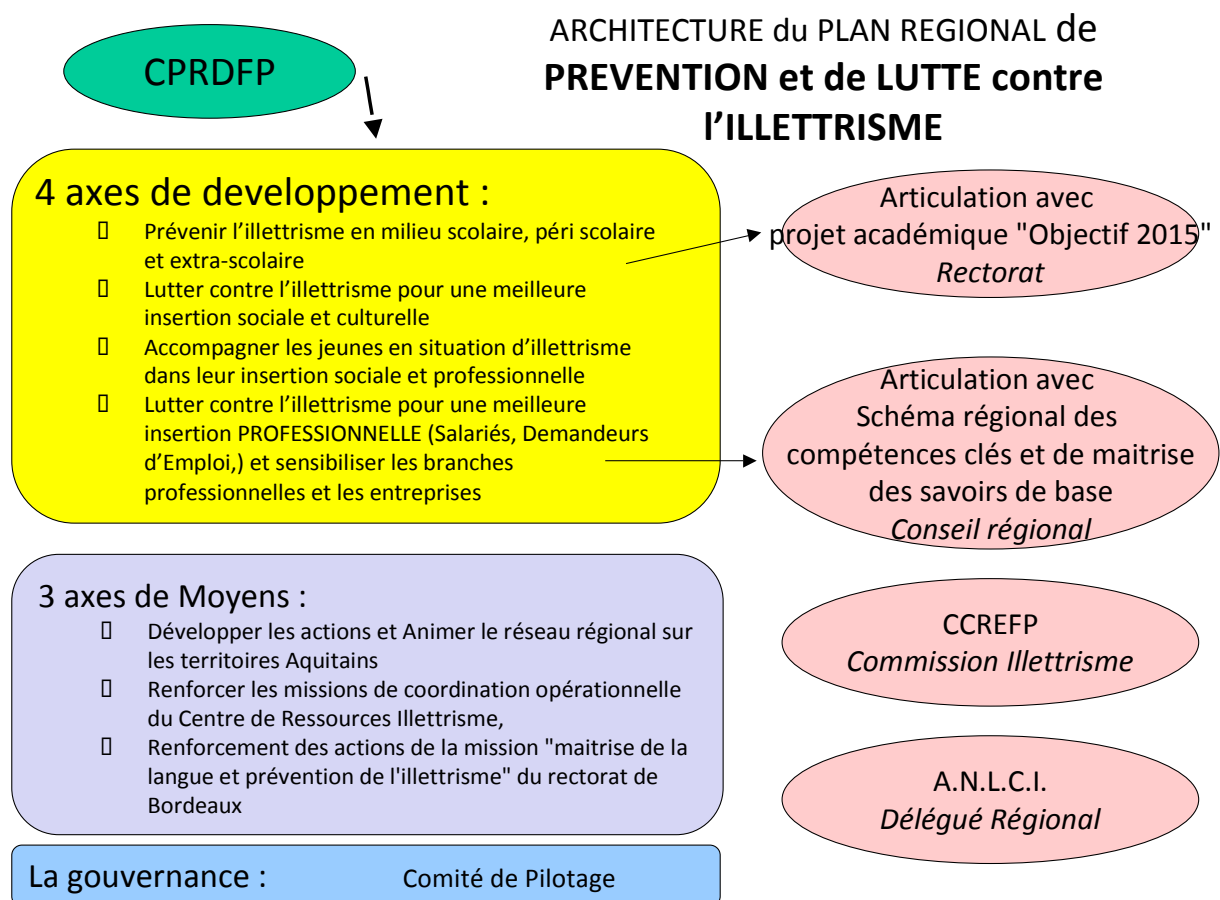 CPRDFP
ARCHITECTURE du PLAN REGIONAL de
PREVENTION et de LUTTE contre
l’ILLETTRISME
4 axes de developpement :
Prévenir l’illettrisme en milieu scolaire, péri scolaire
et extra-scolaire
Lutter contre l’illettrisme pour une meilleure
insertion sociale et culturelle
Accompagner les jeunes en situation d’illettrisme
dans leur insertion sociale et professionnelle
Lutter contre l’illettrisme pour une meilleure
insertion PROFESSIONNELLE (Salariés, Demandeurs
d’Emploi,) et sensibiliser les branches
professionnelles et les entreprises
Articulation avec
projet académique "Objectif 2015"
Rectorat
Articulation avec
Schéma régional des
compétences clés et de maitrise
des savoirs de base
Conseil régional
3 axes de Moyens :
Développer les actions et Animer le réseau régional sur
les territoires Aquitains
Renforcer les missions de coordination opérationnelle
du Centre de Ressources Illettrisme,
Renforcement des actions de la mission "maitrise de la
langue et prévention de l'illettrisme" du rectorat de
Bordeaux
CCREFP
Commission Illettrisme
A.N.L.C.I.
Délégué Régional
La gouvernance : Comité de Pilotage